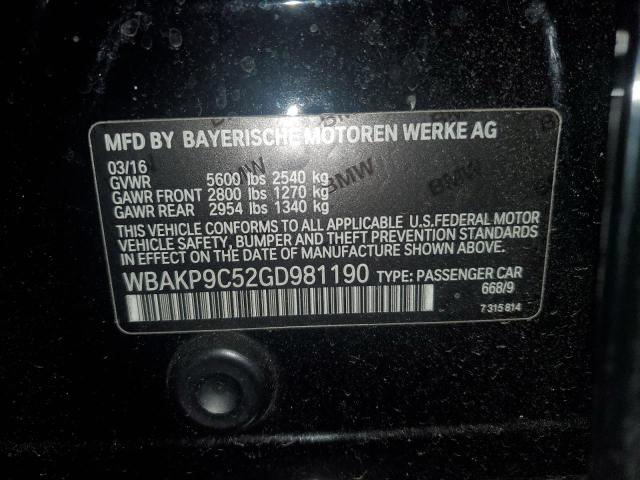 MFD BY BAYERISCHE MOTOREN WERKE AG
03/16
GVWR 5600 lbs 2540 kg
GAWR FRONT 2800 lbs 1270 kg
GAWR REAR 2954 lbs 1340 kg
THIS VEHICLE CONFORMS TO ALL APPLICABLE U.S.FEDERAL MOTOR
VEHICLE SAFETY, BUMPER AND THEFT PREVENTION STANDARDS
IN EFFECT ON THE DATE OF MANUFACTURE SHOWN ABOVE.
WBAKP9C52GD981190 TYPE: PASSENGER CAR
668/9
7 315 814
BMW
BMW